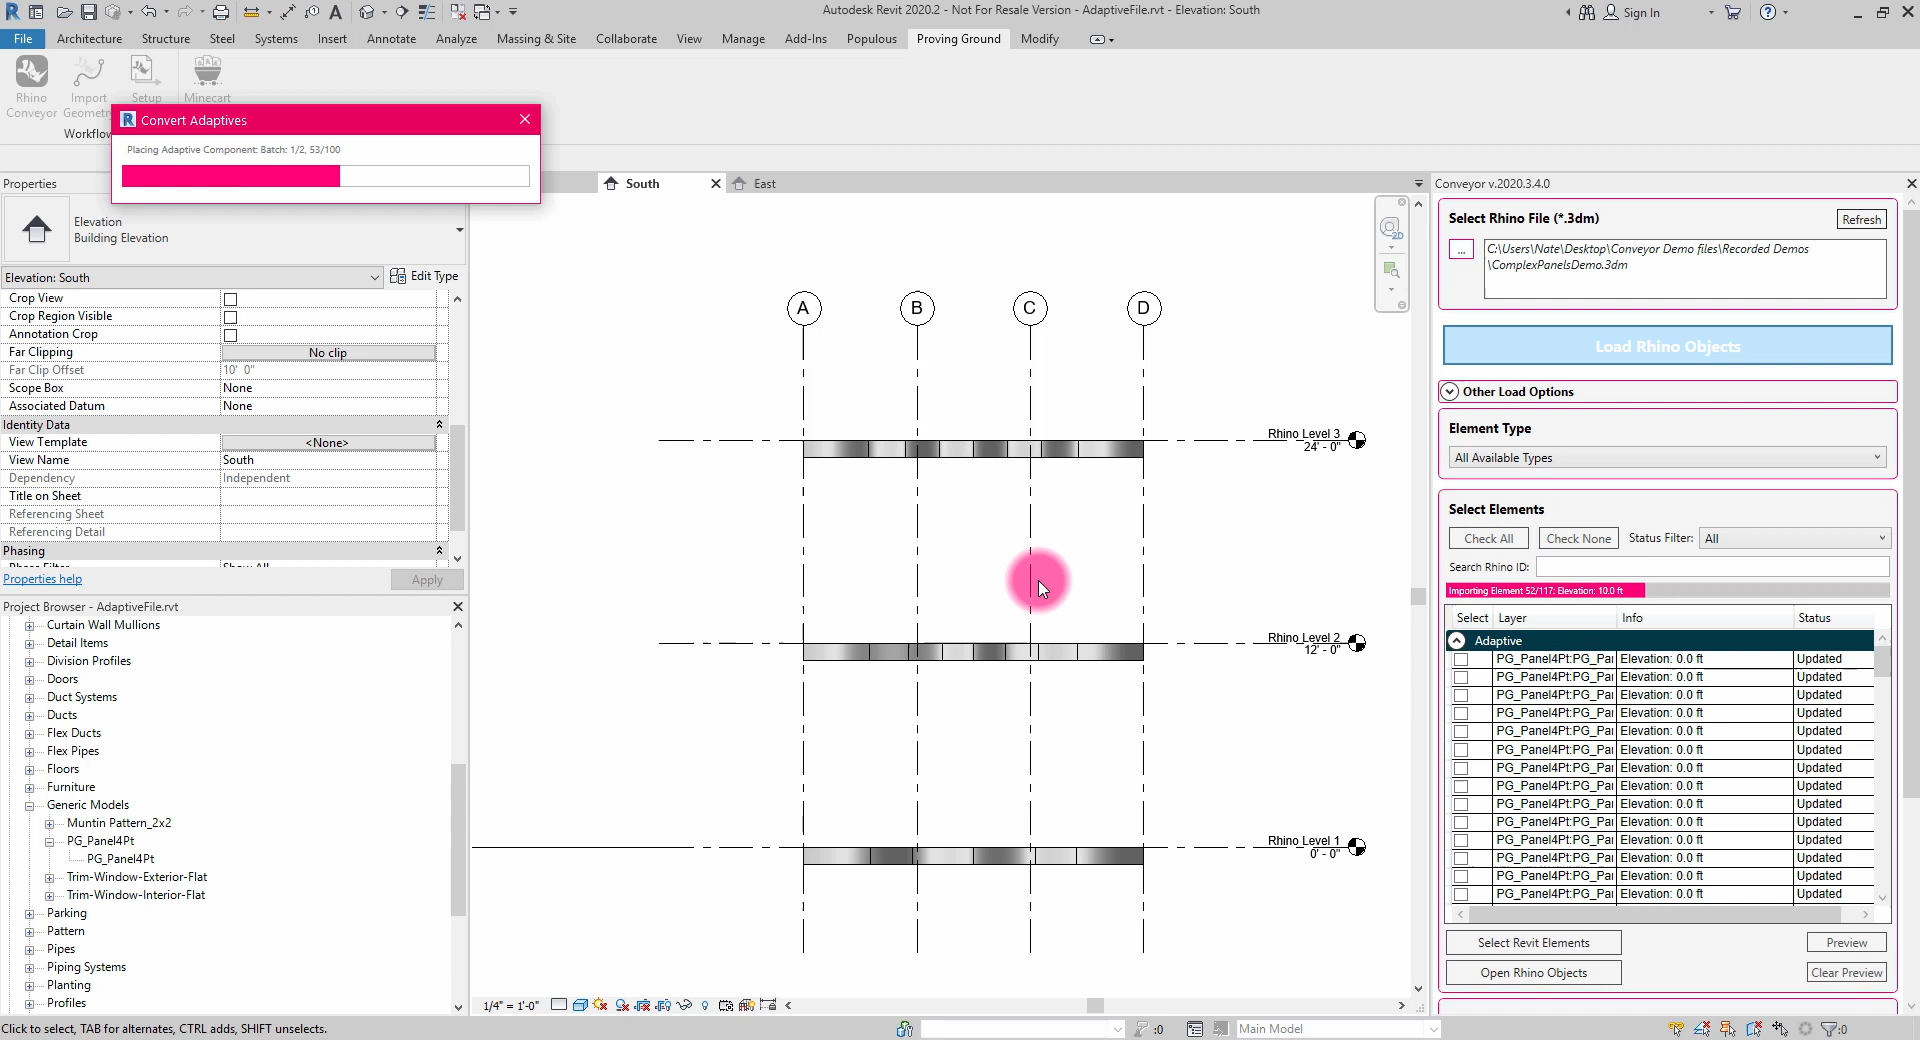 Autodesk Revit 2020.2 - Not For Resale Version - AdaptiveFile.rvt - Elevation: South
Sign In
File Architecture Structure Steel Systems Insert Annotate Analyze Massing & Site Collaborate View Manage Add-Ins Populous Proving Ground Modify
Rhino Conveyor
Import
Setup
Minecart
Convert Adaptives
Placing Adaptive Component: Batch: 1/2, 53/100
Properties
South
East
Elevation
Building Elevation
Elevation: South
Edit Type
Crop View
Crop Region Visible
Annotation Crop
Far Clipping No clip
Far Clip Offset 10' 0"
Scope Box None
Associated Datum None
Identity Data
View Template <None>
View Name South
Dependency Independent
Title on Sheet
Referencing Sheet
Referencing Detail
Phasing
Properties help
Apply
Project Browser - AdaptiveFile.rvt
Curtain Wall Mullions
Detail Items
Division Profiles
Doors
Duct Systems
Ducts
Flex Ducts
Flex Pipes
Floors
Furniture
Generic Models
Muntin Pattern_2x2
PG_Panel4Pt
PG_Panel4Pt
Trim-Window-Exterior-Flat
Trim-Window-Interior-Flat
Parking
Pattern
Pipes
Piping Systems
Planting
Profiles
A B C D
Rhino Level 3
24' - 0"
Rhino Level 2
12' - 0"
Rhino Level 1
0' - 0"
2D
1/4" = 1'-0"
Conveyor v.2020.3.4.0
Select Rhino File (*.3dm)
Refresh
...
C:\Users\Nate\Desktop\Conveyor Demo files\Recorded Demos
\ComplexPanelsDemo.3dm
Load Rhino Objects
Other Load Options
Element Type
All Available Types
Select Elements
Check All
Check None
Status Filter: All
Search Rhino ID:
Importing Element 52/117: Elevation: 10.0 ft
Select Layer Info Status
Adaptive
PG_Panel4Pt:PG_Pa Elevation: 0.0 ft Updated
PG_Panel4Pt:PG_Pa Elevation: 0.0 ft Updated
PG_Panel4Pt:PG_Pa Elevation: 0.0 ft Updated
PG_Panel4Pt:PG_Pa Elevation: 0.0 ft Updated
PG_Panel4Pt:PG_Pa Elevation: 0.0 ft Updated
PG_Panel4Pt:PG_Pa Elevation: 0.0 ft Updated
PG_Panel4Pt:PG_Pa Elevation: 0.0 ft Updated
PG_Panel4Pt:PG_Pa Elevation: 0.0 ft Updated
PG_Panel4Pt:PG_Pa Elevation: 0.0 ft Updated
PG_Panel4Pt:PG_Pa Elevation: 0.0 ft Updated
PG_Panel4Pt:PG_Pa Elevation: 0.0 ft Updated
PG_Panel4Pt:PG_Pa Elevation: 0.0 ft Updated
PG_Panel4Pt:PG_Pa Elevation: 0.0 ft Updated
PG_Panel4Pt:PG_Pa Elevation: 0.0 ft Updated
Select Revit Elements
Preview
Open Rhino Objects
Clear Preview
Click to select, TAB for alternates, CTRL adds, SHIFT unselects.
:0
Main Model
:0